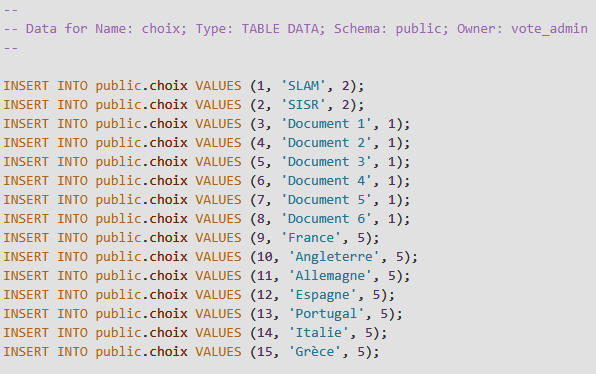 --
-- Data for Name: choix; Type: TABLE DATA; Schema: public; Owner: vote_admin
--
INSERT INTO public.choix VALUES (1, 'SLAM', 2);
INSERT INTO public.choix VALUES (2, 'SISR', 2);
INSERT INTO public.choix VALUES (3, 'Document 1', 1);
INSERT INTO public.choix VALUES (4, 'Document 2', 1);
INSERT INTO public.choix VALUES (5, 'Document 3', 1);
INSERT INTO public.choix VALUES (6, 'Document 4', 1);
INSERT INTO public.choix VALUES (7, 'Document 5', 1);
INSERT INTO public.choix VALUES (8, 'Document 6', 1);
INSERT INTO public.choix VALUES (9, 'France', 5);
INSERT INTO public.choix VALUES (10, 'Angleterre', 5);
INSERT INTO public.choix VALUES (11, 'Allemagne', 5);
INSERT INTO public.choix VALUES (12, 'Espagne', 5);
INSERT INTO public.choix VALUES (13, 'Portugal', 5);
INSERT INTO public.choix VALUES (14, 'Italie', 5);
INSERT INTO public.choix VALUES (15, 'Grèce', 5);